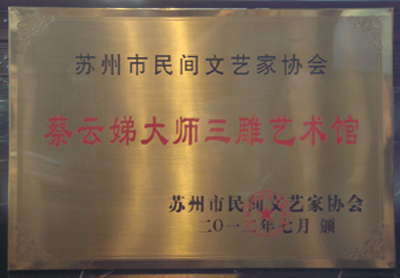 苏州市民间文艺家协会
蔡云娣大师三雕艺术馆
苏州市民间文艺家协会
二〇一二年七月 颁